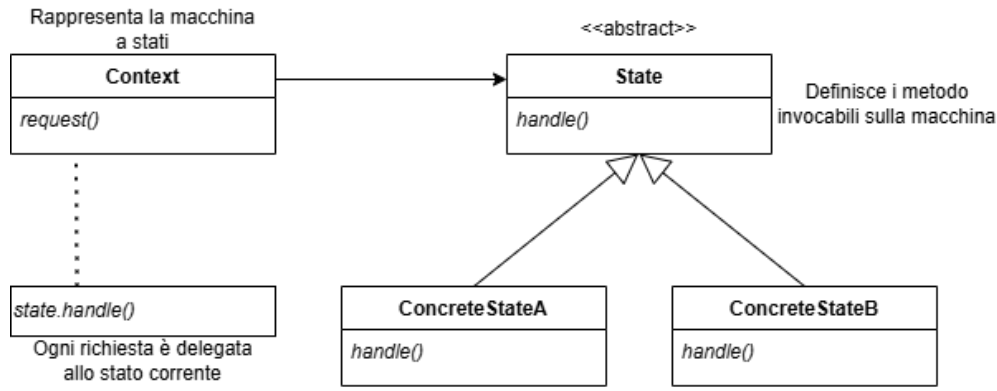 Rappresenta la macchina
a stati
<<abstract>>
Context
State
request()
handle()
Definisce i metodo
invocabili sulla macchina
state.handle()
Ogni richiesta è delegata
allo stato corrente
ConcreteStateA
ConcreteStateB
handle()
handle()